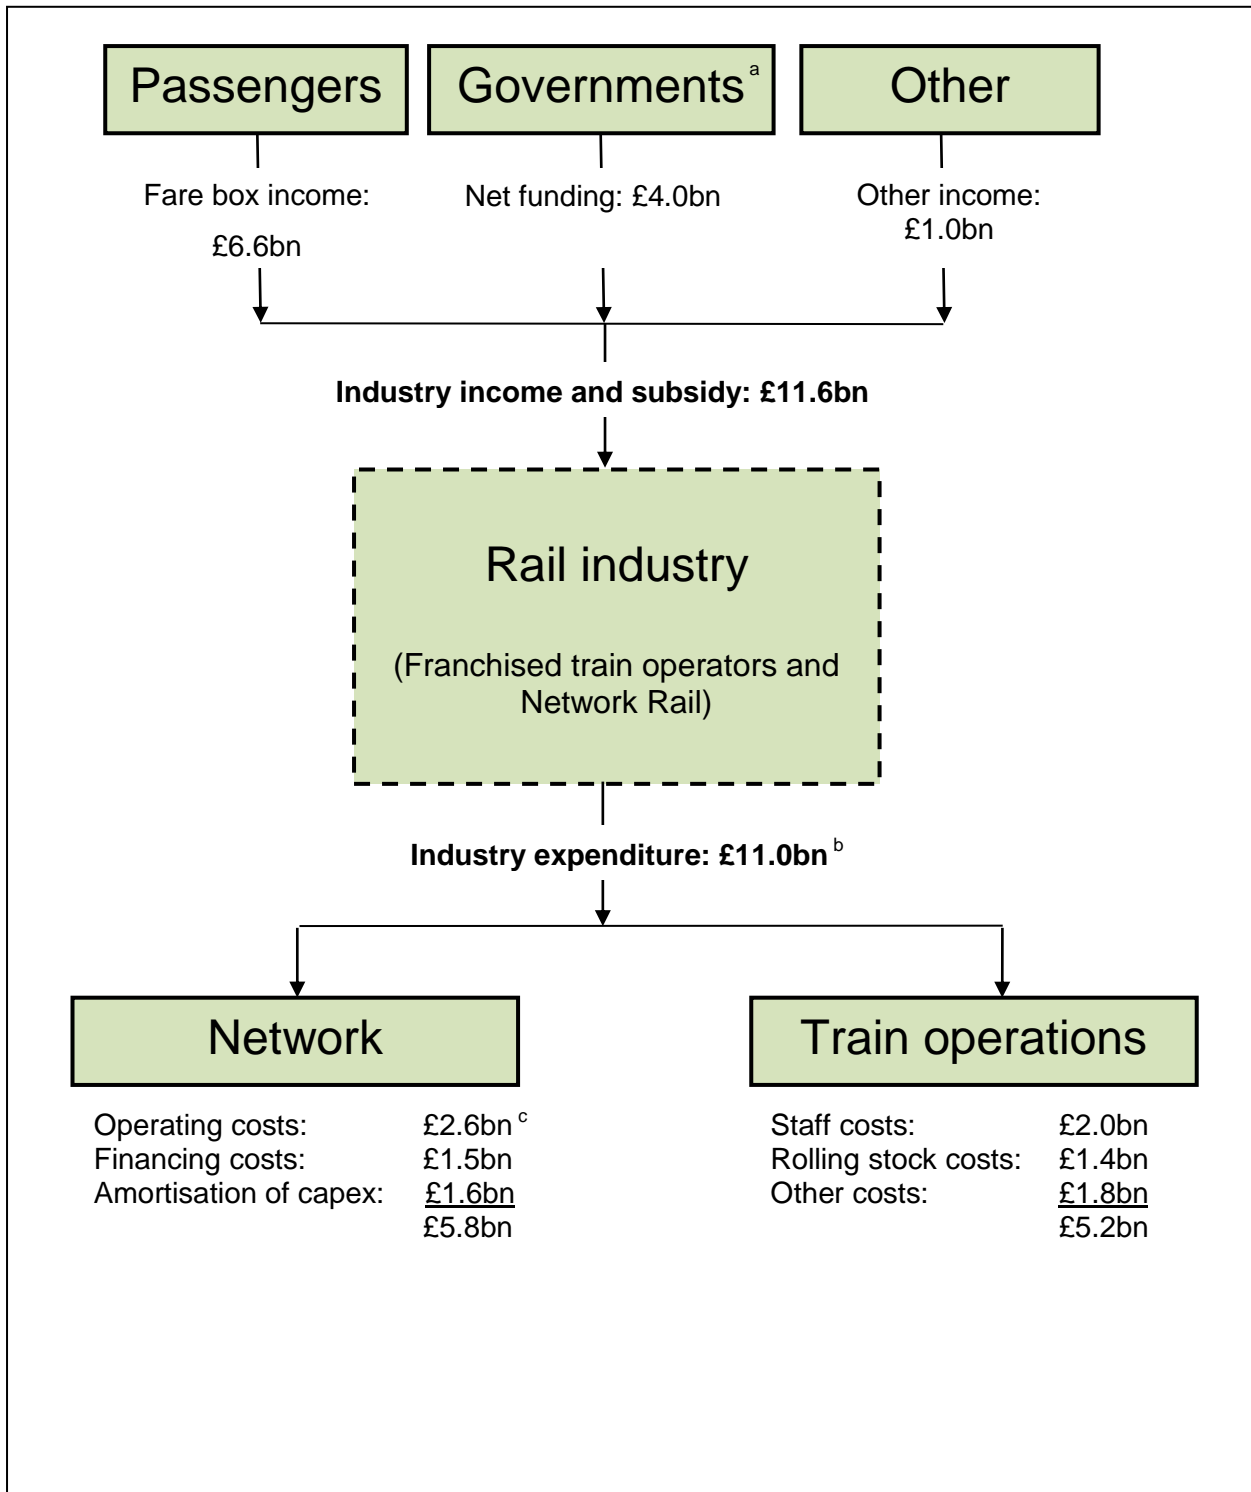 Passengers
Governments a
Other
Fare box income:
£6.6bn
Net funding: £4.0bn
Other income:
£1.0bn
Industry income and subsidy: £11.6bn
Rail industry
(Franchised train operators and
Network Rail)
Industry expenditure: £11.0bn b
Network
Operating costs: £2.6bn c
Financing costs: £1.5bn
Amortisation of capex: £1.6bn
£5.8bn
Train operations
Staff costs: £2.0bn
Rolling stock costs: £1.4bn
Other costs: £1.8bn
£5.2bn